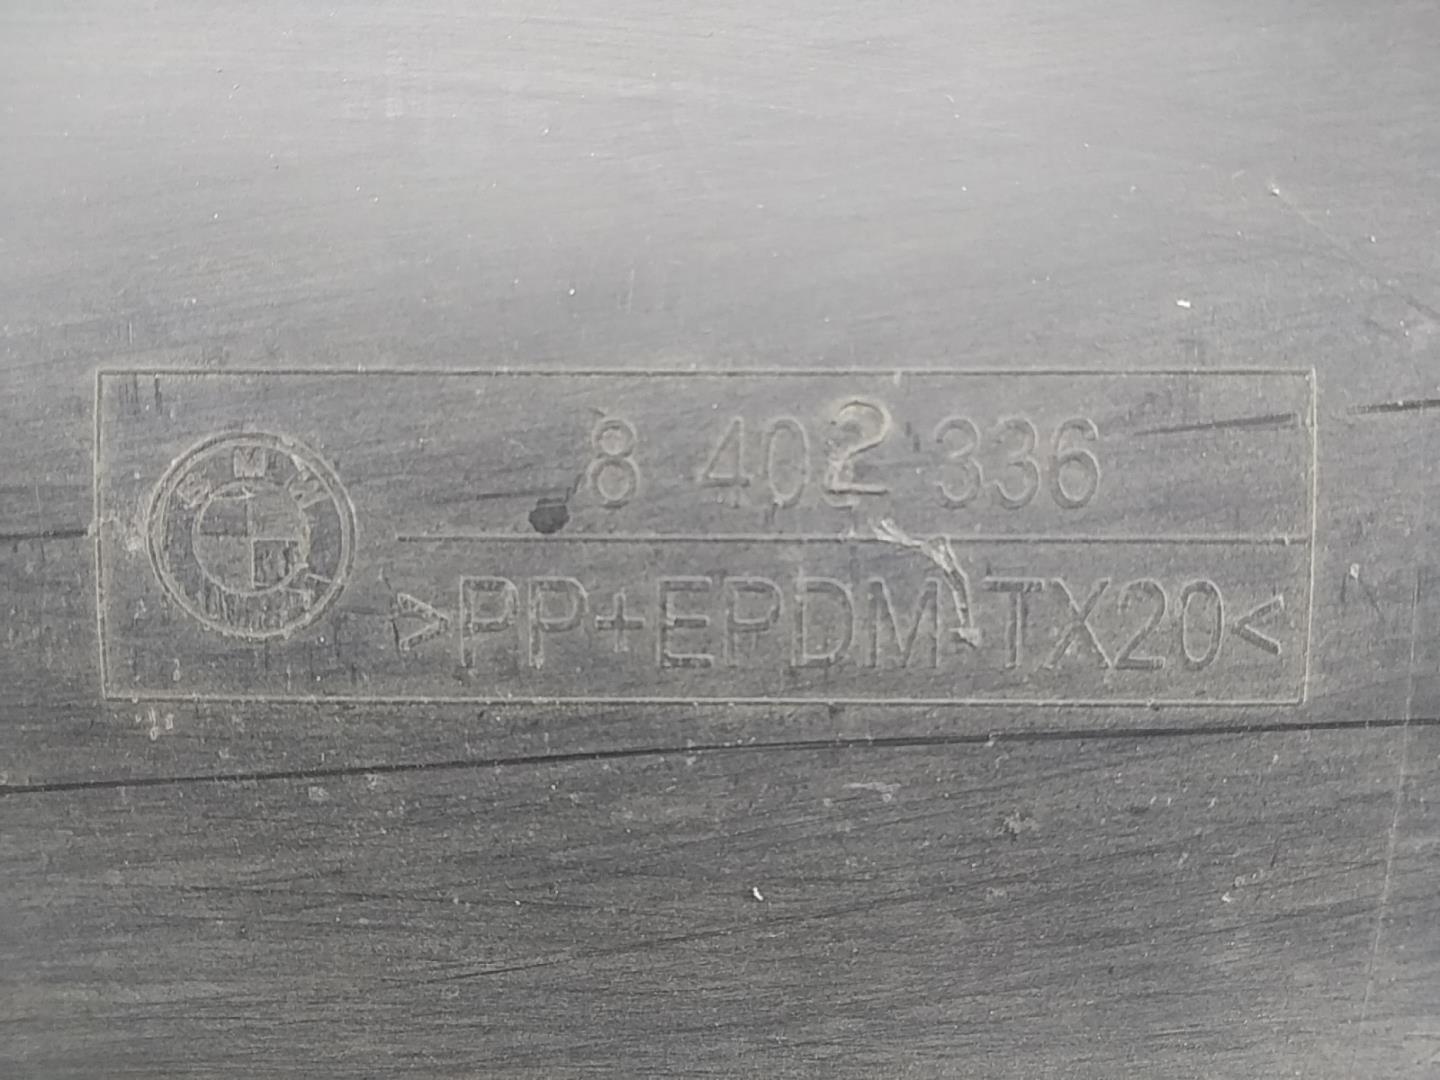 BMW
8 402 336
>PP+EPDM-TX20<